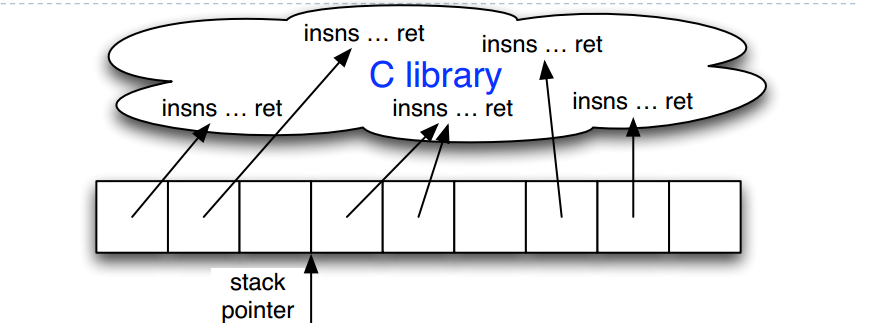 insns … ret
insns … ret
C library
insns … ret
insns … ret
insns … ret
stack
pointer